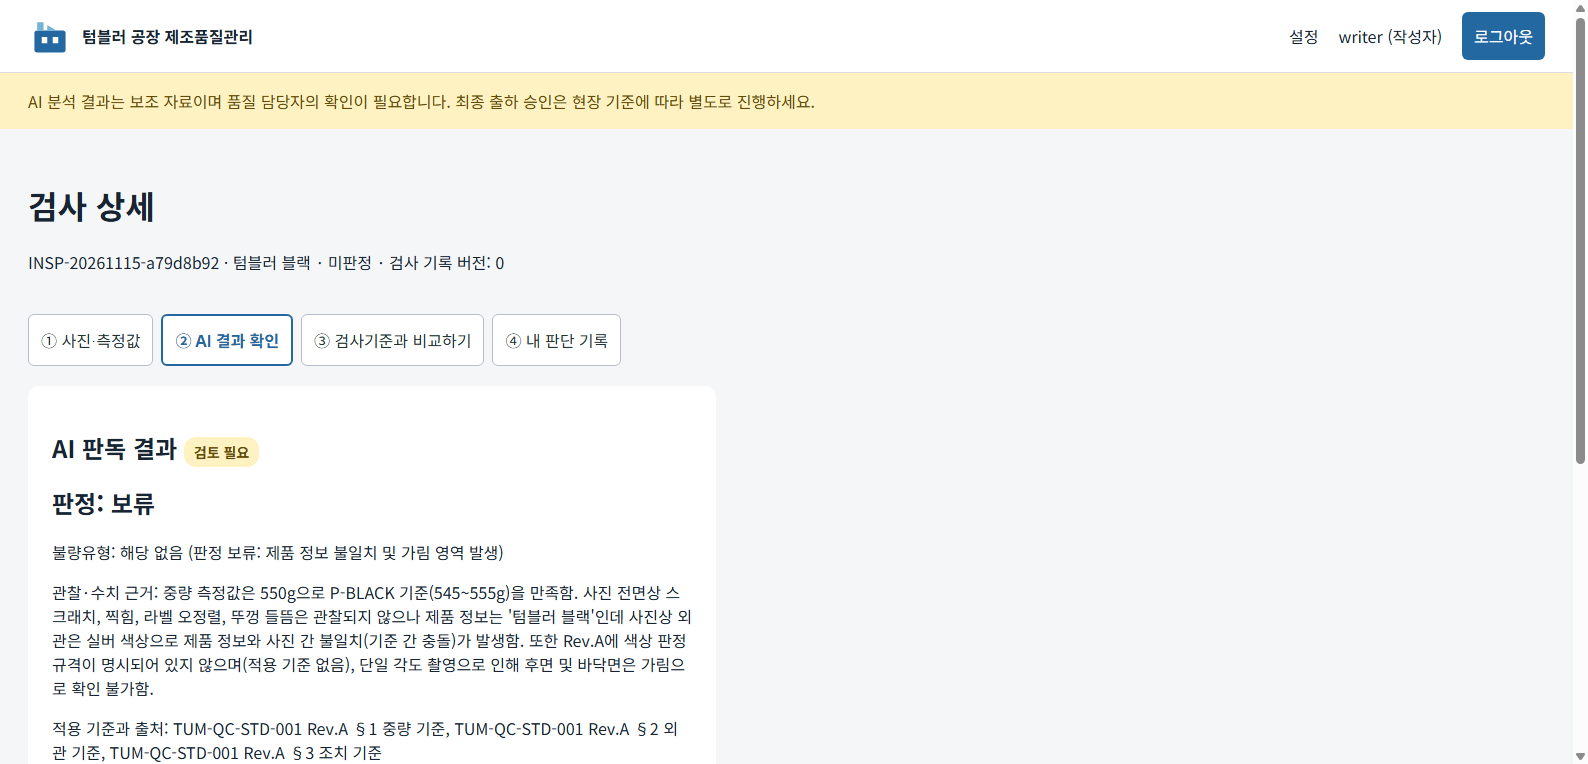 텀블러 공장 제조품질관리
설정 writer (작성자) 로그아웃
AI 분석 결과는 보조 자료이며 품질 담당자의 확인이 필요합니다. 최종 출하 승인은 현장 기준에 따라 별도로 진행하세요.
검사 상세
INSP-20261115-a79d8b92 · 텀블러 블랙 · 미판정 · 검사 기록 버전: 0
① 사진·측정값 ② AI 결과 확인 ③ 검사기준과 비교하기 ④ 내 판단 기록
AI 판독 결과 검토 필요
판정: 보류
불량유형: 해당 없음 (판정 보류: 제품 정보 불일치 및 가림 영역 발생)
관찰·수치 근거: 중량 측정값은 550g으로 P-BLACK 기준(545~555g)을 만족함. 사진 전면상 스
크래치, 찍힘, 라벨 오정렬, 뚜껑 들뜸은 관찰되지 않으나 제품 정보는 '텀블러 블랙'인데 사진상 외
관은 실버 색상으로 제품 정보와 사진 간 불일치(기준 간 충돌)가 발생함. 또한 Rev.A에 색상 판정
규격이 명시되어 있지 않으며(적용 기준 없음), 단일 각도 촬영으로 인해 후면 및 바닥면은 가림으
로 확인 불가함.
적용 기준과 출처: TUM-QC-STD-001 Rev.A §1 중량 기준, TUM-QC-STD-001 Rev.A §2 외
관 기준, TUM-QC-STD-001 Rev.A §3 조치 기준